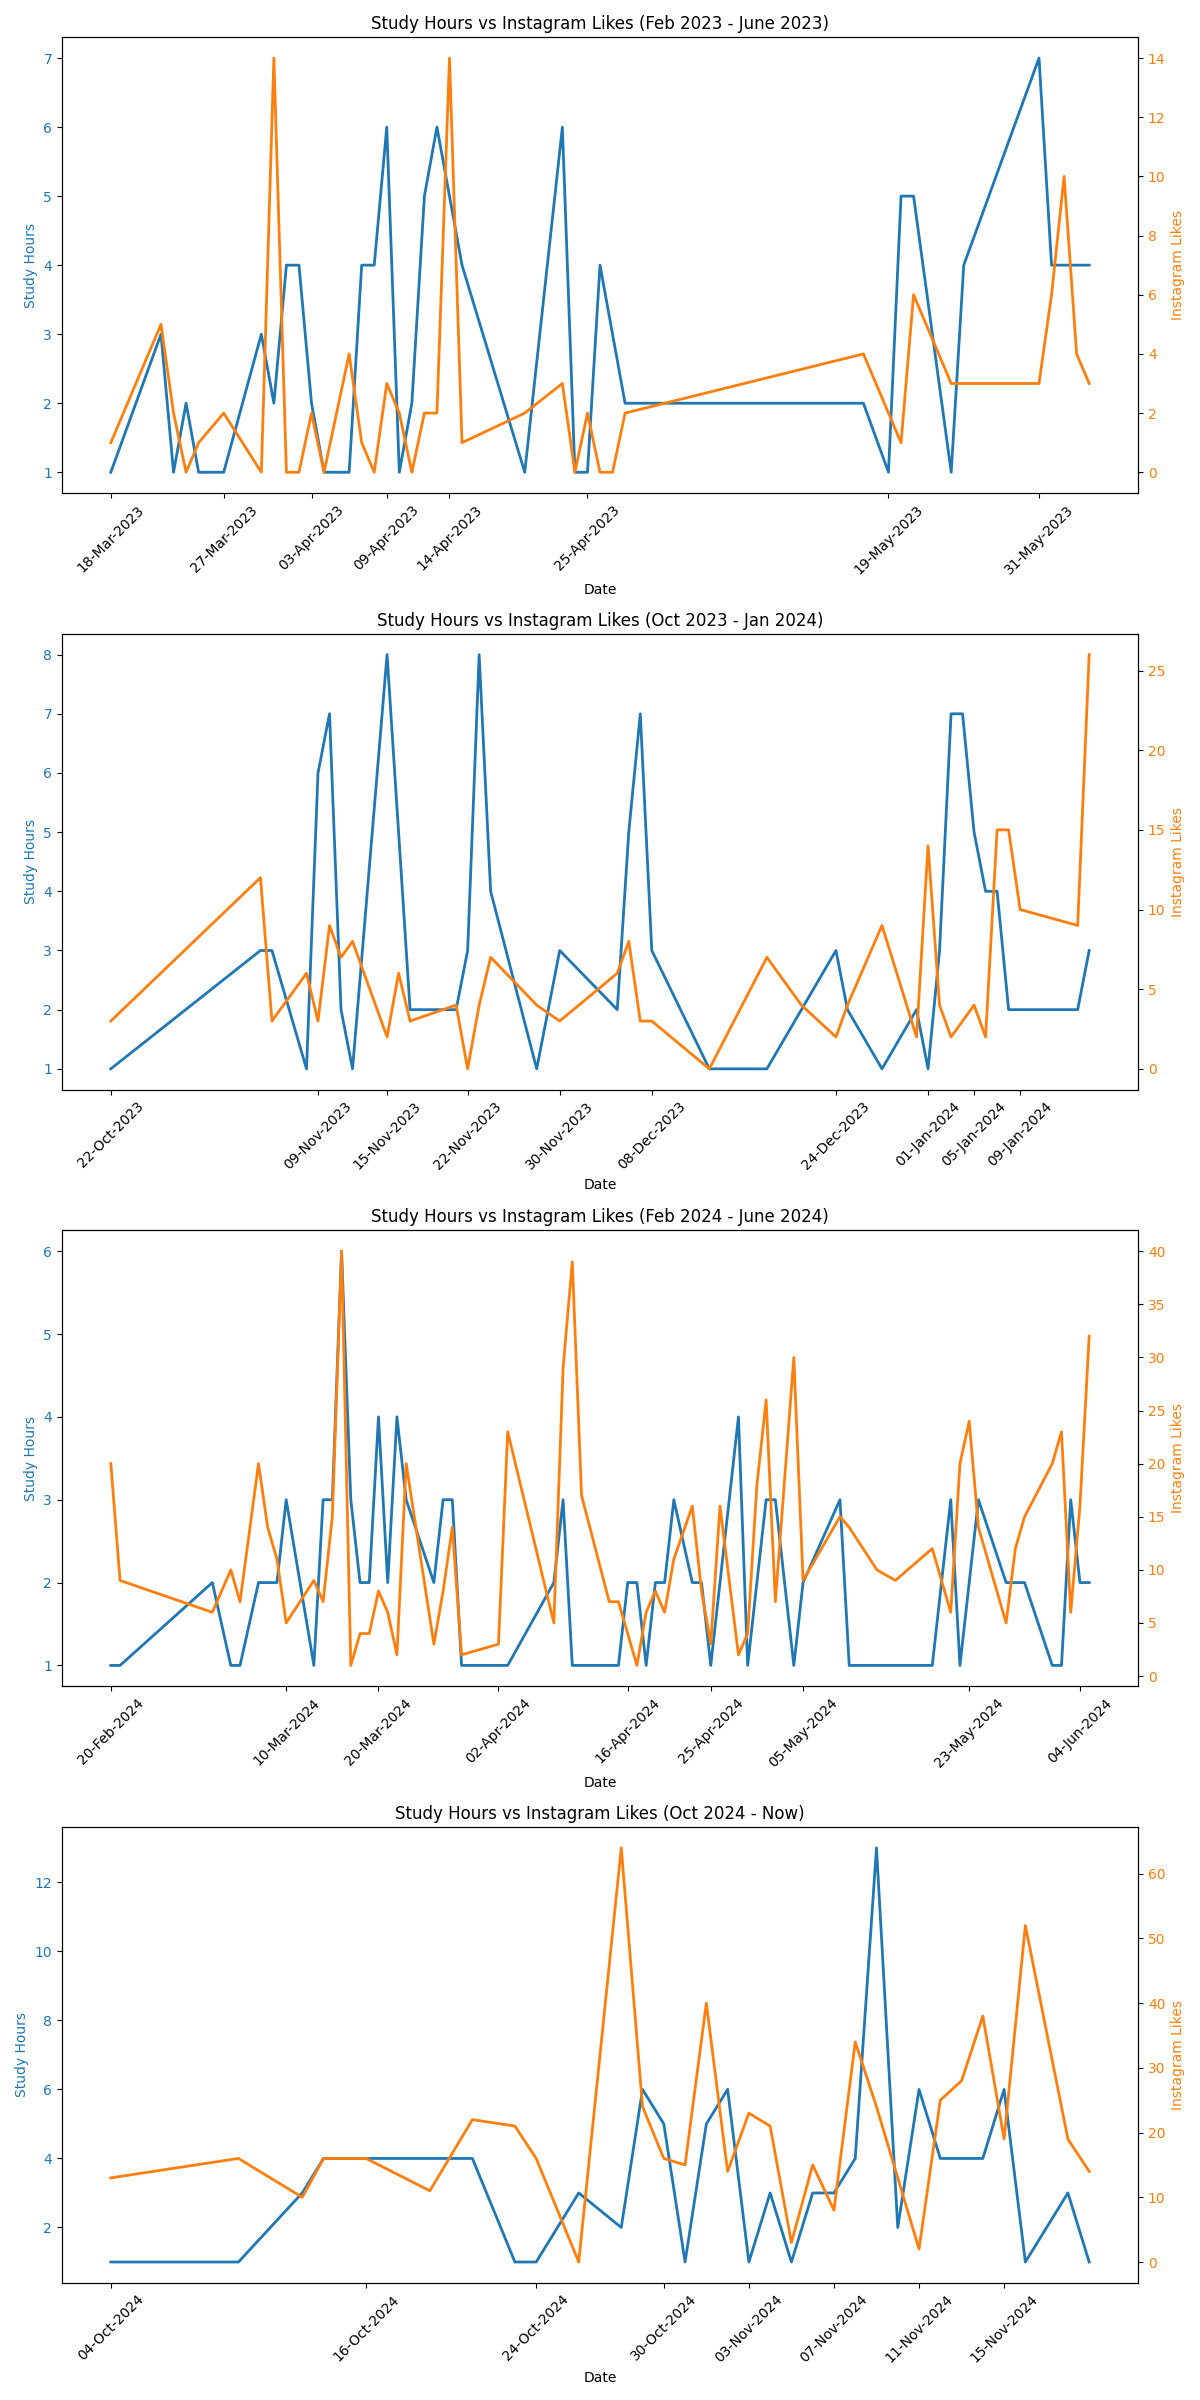 Study Hours vs Instagram Likes (Feb 2023 - June 2023)
7
6
5
4
3
2
1
Study Hours
14
12
10
8
6
4
2
0
Instagram Likes
18-Mar-2023
27-Mar-2023
03-Apr-2023
09-Apr-2023
14-Apr-2023
25-Apr-2023
19-May-2023
31-May-2023
Date
Study Hours vs Instagram Likes (Oct 2023 - Jan 2024)
8
7
6
5
4
3
2
1
Study Hours
25
20
15
10
5
0
Instagram Likes
22-Oct-2023
09-Nov-2023
15-Nov-2023
22-Nov-2023
30-Nov-2023
08-Dec-2023
24-Dec-2023
01-Jan-2024
05-Jan-2024
09-Jan-2024
Date
Study Hours vs Instagram Likes (Feb 2024 - June 2024)
6
5
4
3
2
1
Study Hours
40
35
30
25
20
15
10
5
0
Instagram Likes
20-Feb-2024
10-Mar-2024
20-Mar-2024
02-Apr-2024
16-Apr-2024
25-Apr-2024
05-May-2024
23-May-2024
04-Jun-2024
Date
Study Hours vs Instagram Likes (Oct 2024 - Now)
12
10
8
6
4
2
Study Hours
60
50
40
30
20
10
0
Instagram Likes
04-Oct-2024
16-Oct-2024
24-Oct-2024
30-Oct-2024
03-Nov-2024
07-Nov-2024
11-Nov-2024
15-Nov-2024
Date